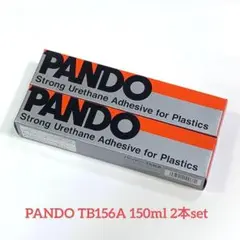 PANDO
Strong Urethane Adhesive for Plastics
PANDO
Strong Urethane Adhesive for Plastics
PANDO TB156A 150ml 2本set